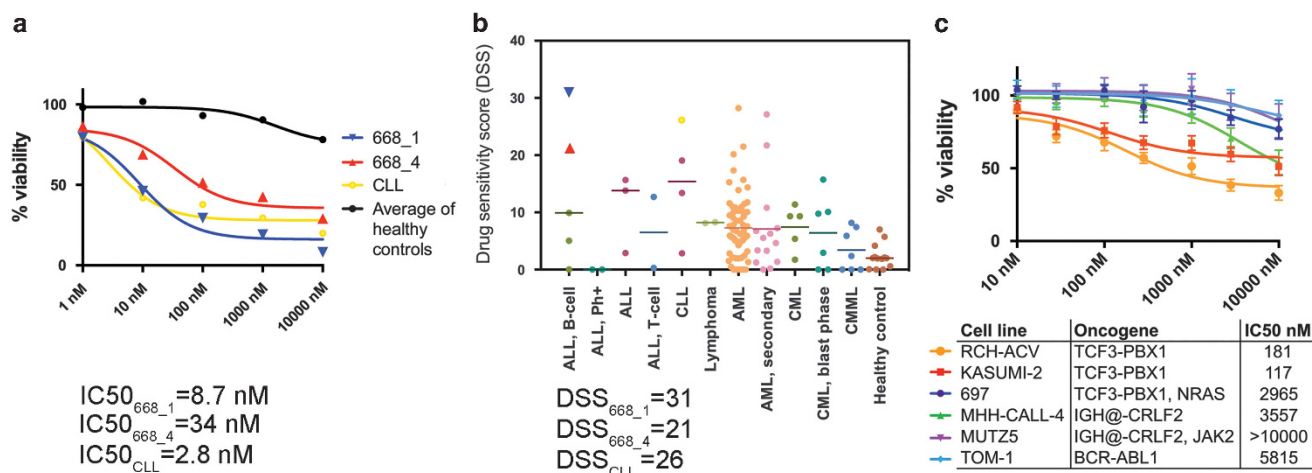 a
% viability
100
50
0
1 nM
10 nM
100 nM
1000 nM
10000 nM
668_1
668_4
CLL
Average of
healthy
controls
IC50668_1=8.7 nM
IC50668_4=34 nM
IC50CLL=2.8 nM
b
Drug sensitivity score (DSS)
40
30
20
10
0
ALL, B-cell
ALL, Ph+
ALL
ALL, T-cell
CLL
Lymphoma
AML
AML, secondary
CML
CML, blast phase
CMML
Healthy control
DSS668_1=31
DSS668_4=21
DSSCLL=26
c
% viability
100
50
0
10 nM
100 nM
1000 nM
10000 nM
Cell line Oncogene IC50 nM
RCH-ACV TCF3-PBX1 181
KASUMI-2 TCF3-PBX1 117
697 TCF3-PBX1, NRAS 2965
MHH-CALL-4 IGH@-CRLF2 3557
MUTZ5 IGH@-CRLF2, JAK2 >10000
TOM-1 BCR-ABL1 5815